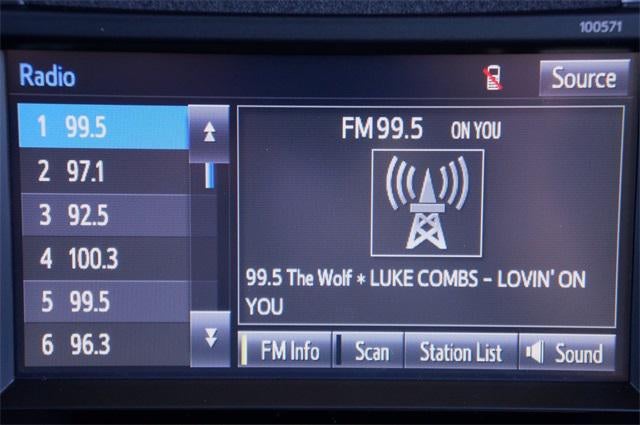 100571
Radio
Source
1 99.5
2 97.1
3 92.5
4 100.3
5 99.5
6 96.3
FM 99.5 ON YOU
99.5 The Wolf * LUKE COMBS - LOVIN' ON
YOU
FM Info Scan Station List Sound